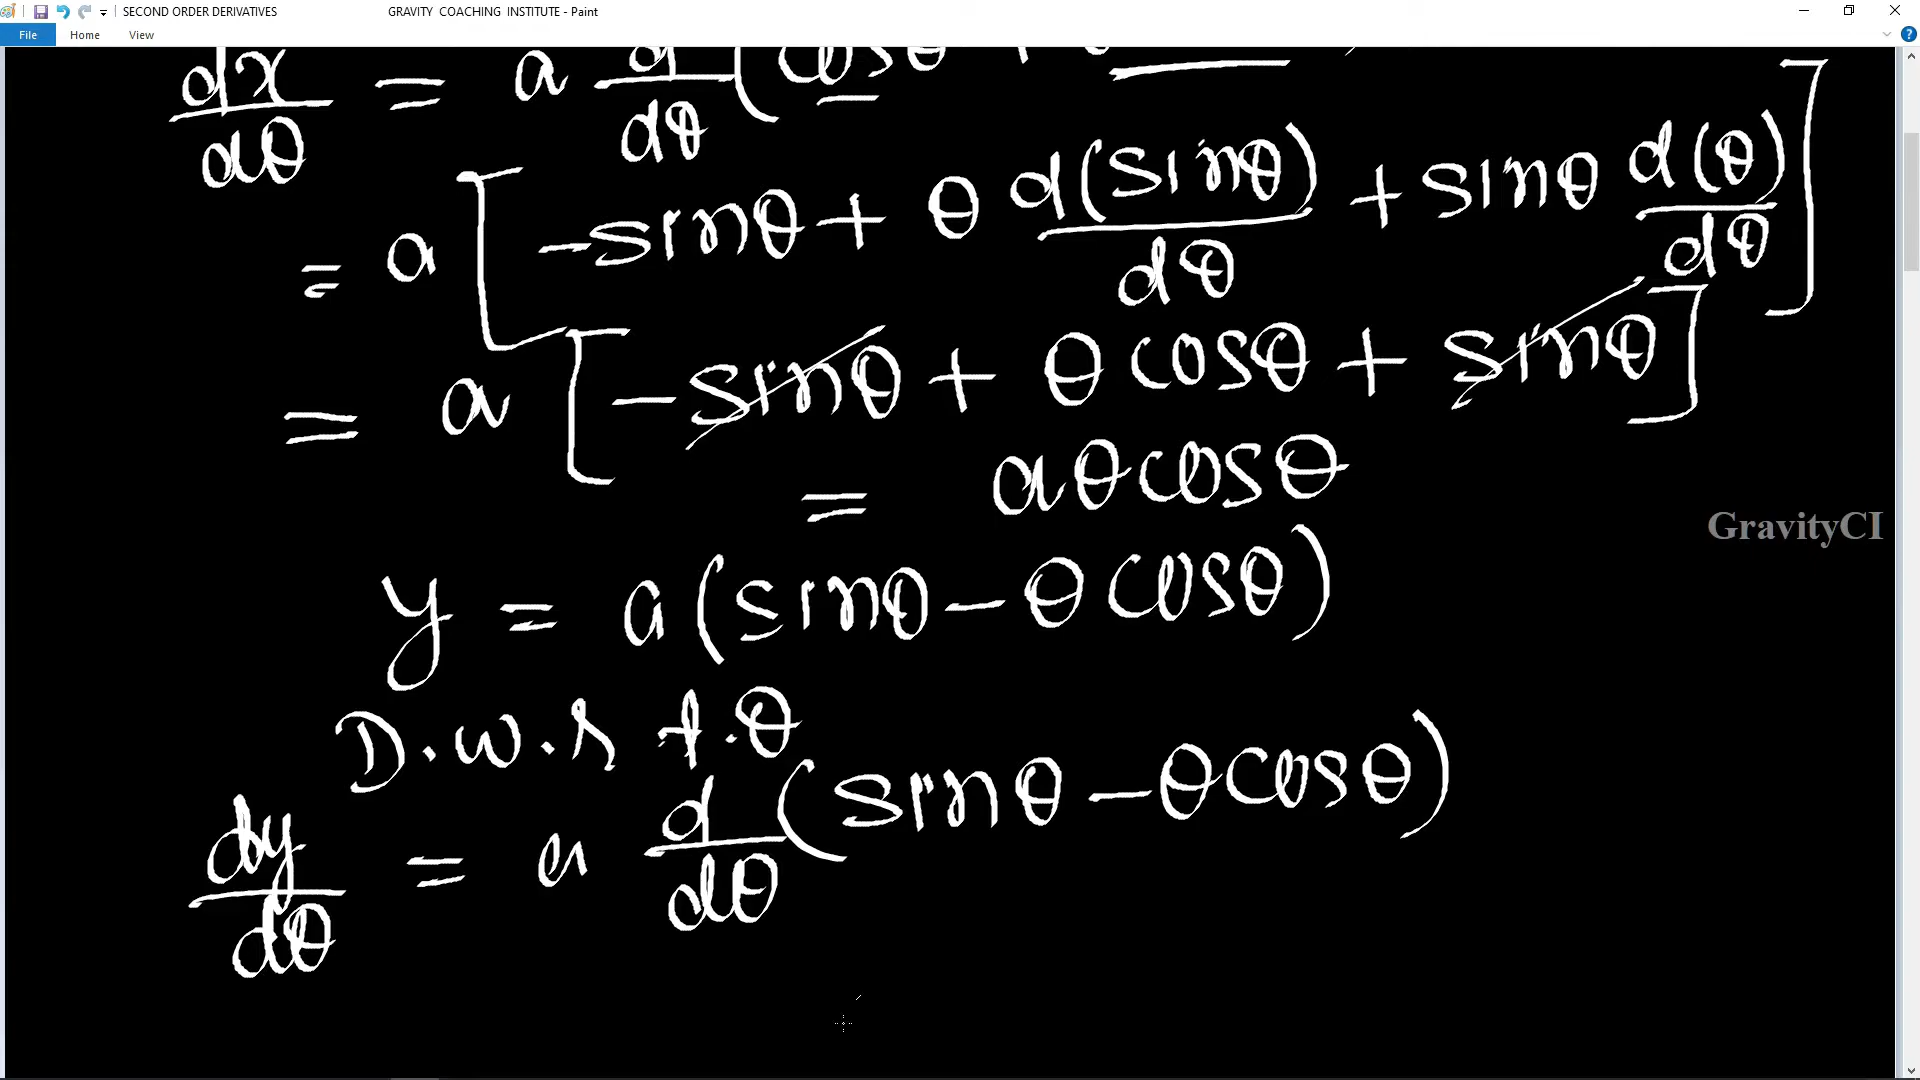 SECOND ORDER DERIVATIVES GRAVITY COACHING INSTITUTE - Paint
File Home View
dx/dθ = a d/dθ (cosθ +
= a [-sinθ + θ d(sinθ)/dθ + sinθ d(θ)/dθ]
= a [-sinθ + θ cosθ + sinθ]
= aθcosθ
GravityCI
y = a(sinθ - θ cosθ)
D.w.r t.θ
dy/dθ = a d/dθ (sinθ - θcosθ)